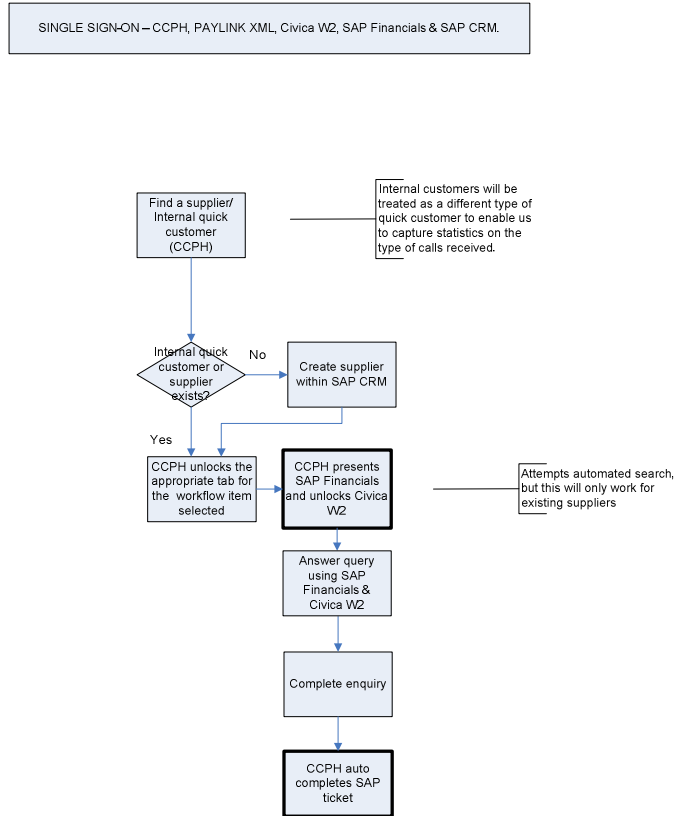 SINGLE SIGN-ON – CCPH, PAYLINK XML, Civica W2, SAP Financials & SAP CRM.
Find a supplier/
Internal quick
customer
(CCPH)
Internal customers will be
treated as a different type of
quick customer to enable us
to capture statistics on the
type of calls received.
Internal quick
customer or
supplier
exists?
No
Create supplier
within SAP CRM
Yes
CCPH unlocks the
appropriate tab for
the workflow item
selected
CCPH presents
SAP Financials
and unlocks Civica
W2
Attempts automated search,
but this will only work for
existing suppliers
Answer query
using SAP
Financials &
Civica W2
Complete enquiry
CCPH auto
completes SAP
ticket